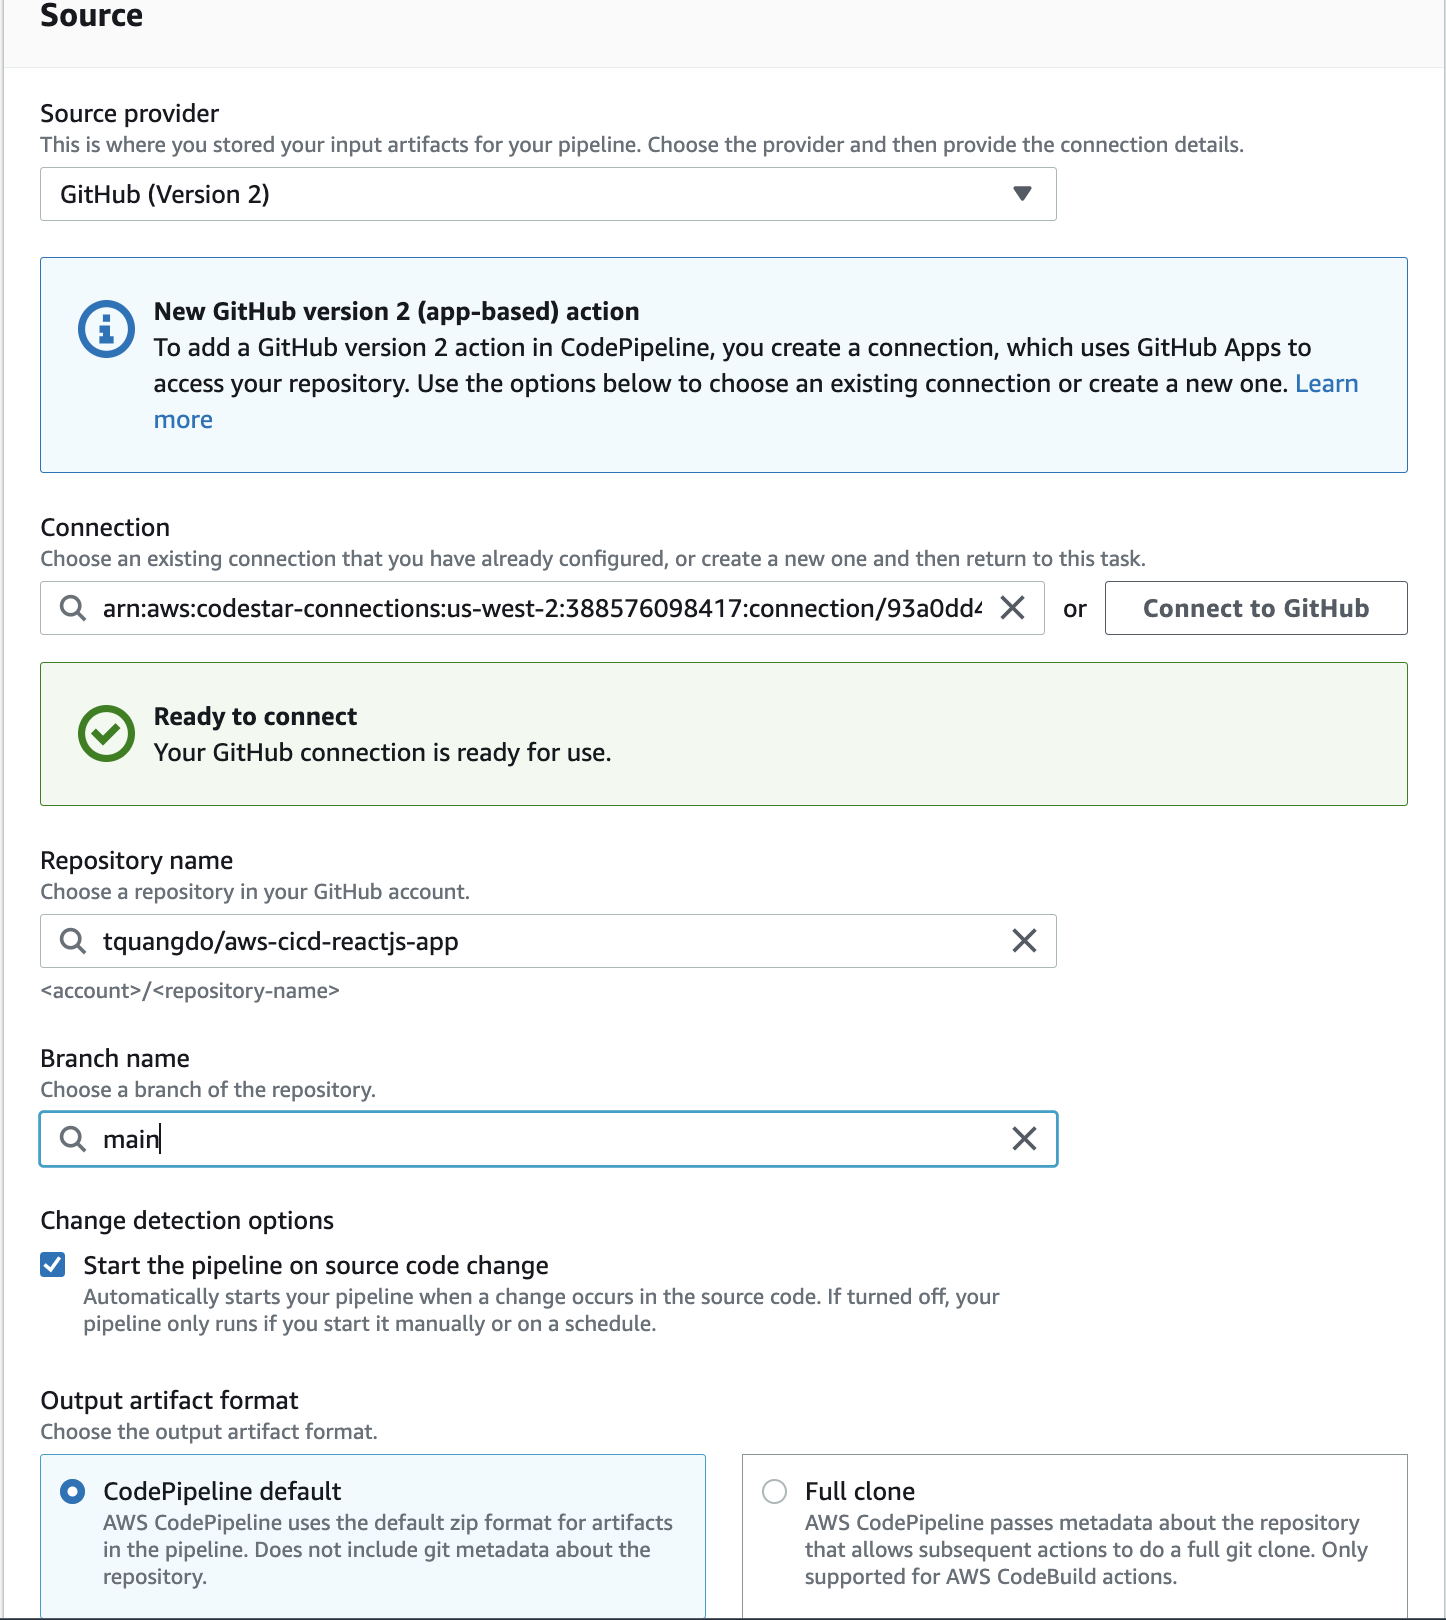 Source
Source provider
This is where you stored your input artifacts for your pipeline. Choose the provider and then provide the connection details.
GitHub (Version 2)
New GitHub version 2 (app-based) action
To add a GitHub version 2 action in CodePipeline, you create a connection, which uses GitHub Apps to
access your repository. Use the options below to choose an existing connection or create a new one. Learn
more
Connection
Choose an existing connection that you have already configured, or create a new one and then return to this task.
arn:aws:codestar-connections:us-west-2:388576098417:connection/93a0dd4 or Connect to GitHub
Ready to connect
Your GitHub connection is ready for use.
Repository name
Choose a repository in your GitHub account.
tquangdo/aws-cicd-reactjs-app
<account>/<repository-name>
Branch name
Choose a branch of the repository.
main
Change detection options
Start the pipeline on source code change
Automatically starts your pipeline when a change occurs in the source code. If turned off, your
pipeline only runs if you start it manually or on a schedule.
Output artifact format
Choose the output artifact format.
CodePipeline default
AWS CodePipeline uses the default zip format for artifacts
in the pipeline. Does not include git metadata about the
repository.
Full clone
AWS CodePipeline passes metadata about the repository
that allows subsequent actions to do a full git clone. Only
supported for AWS CodeBuild actions.